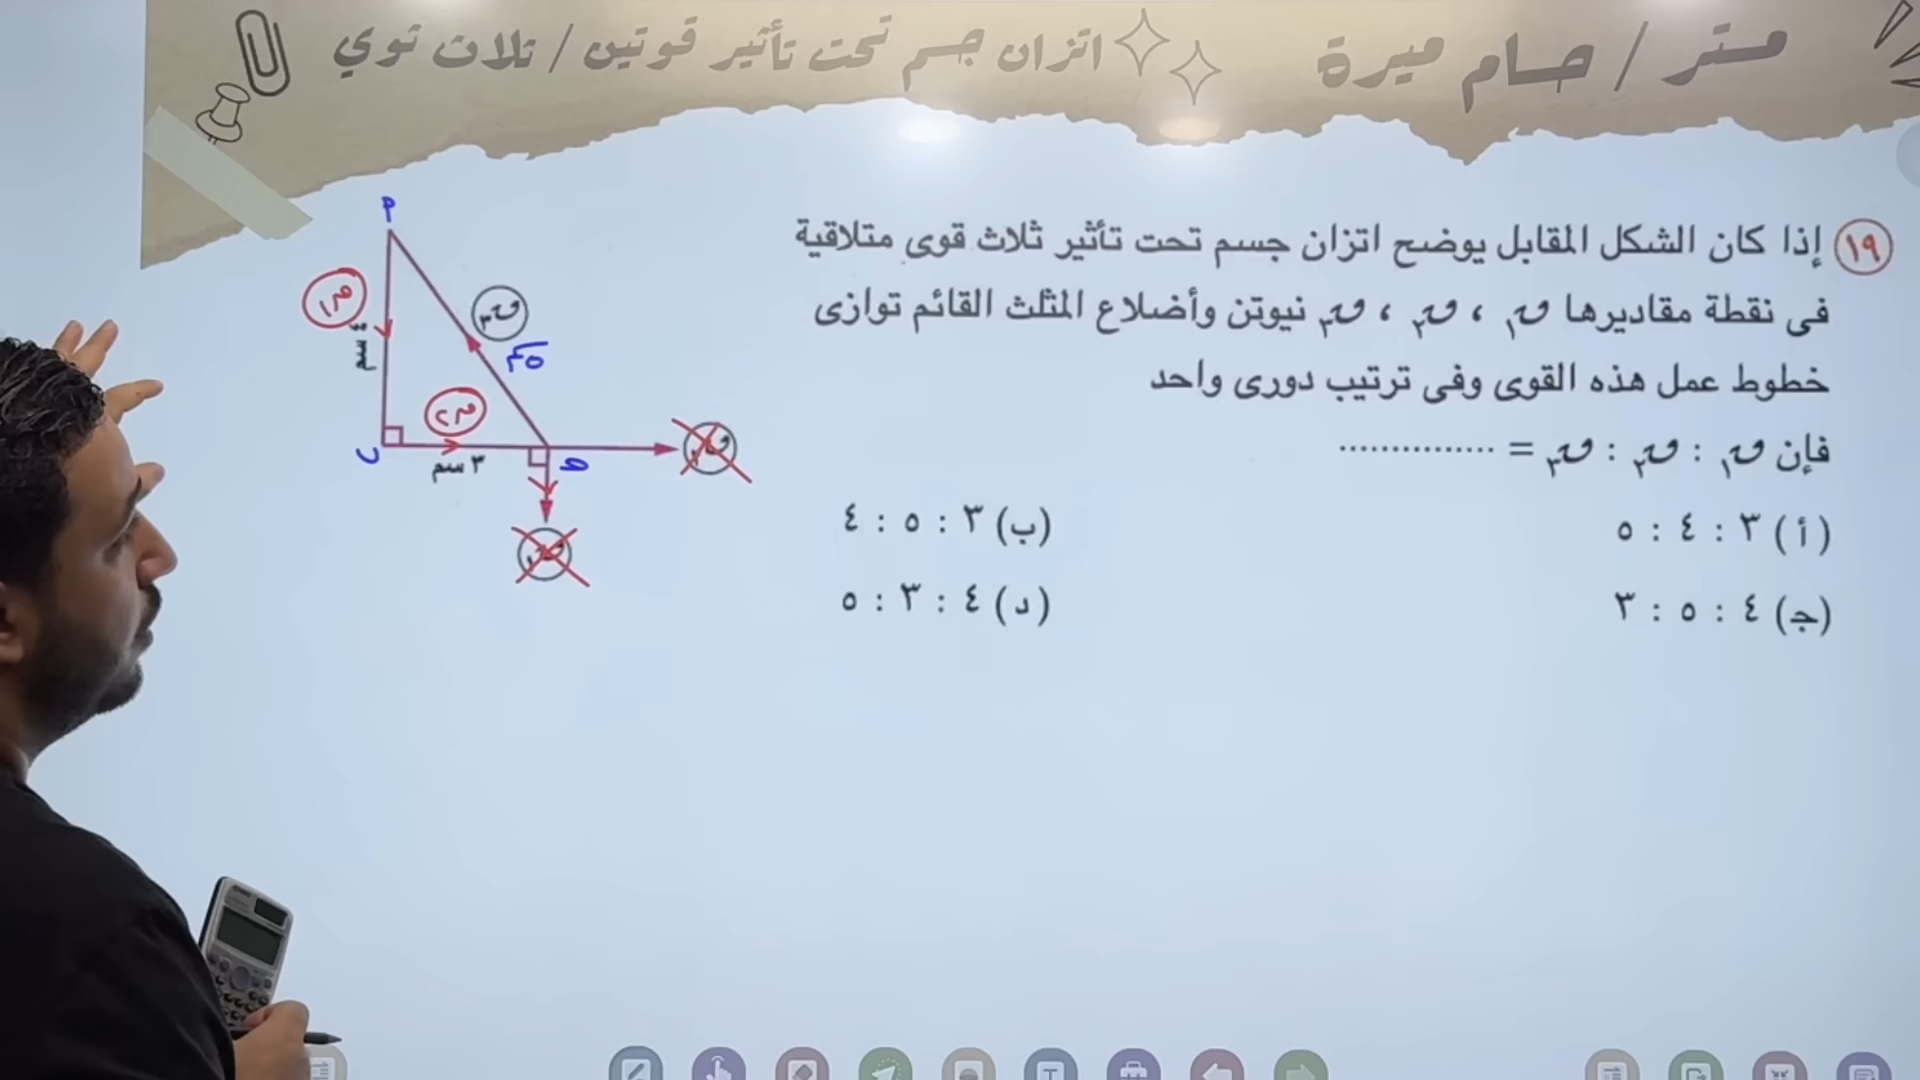 مستر / حسام ميرة
اتزان جسم تحت تأثير قوتين / ثلاث قوي
١٩ إذا كان الشكل المقابل يوضح اتزان جسم تحت تأثير ثلاث قوى متلاقية
فى نقطة مقاديرها ق١ ، ق٢ ، ق٣ نيوتن وأضلاع المثلث القائم توازى
خطوط عمل هذه القوى وفى ترتيب دورى واحد
فإن ق١ : ق٢ : ق٣ = ...............
( أ ) ٣ : ٤ : ٥
(ب) ٣ : ٥ : ٤
(جـ) ٤ : ٥ : ٣
( د ) ٤ : ٣ : ٥
ق١
سم
ق٣
٥سم
ق٢
٣ سم